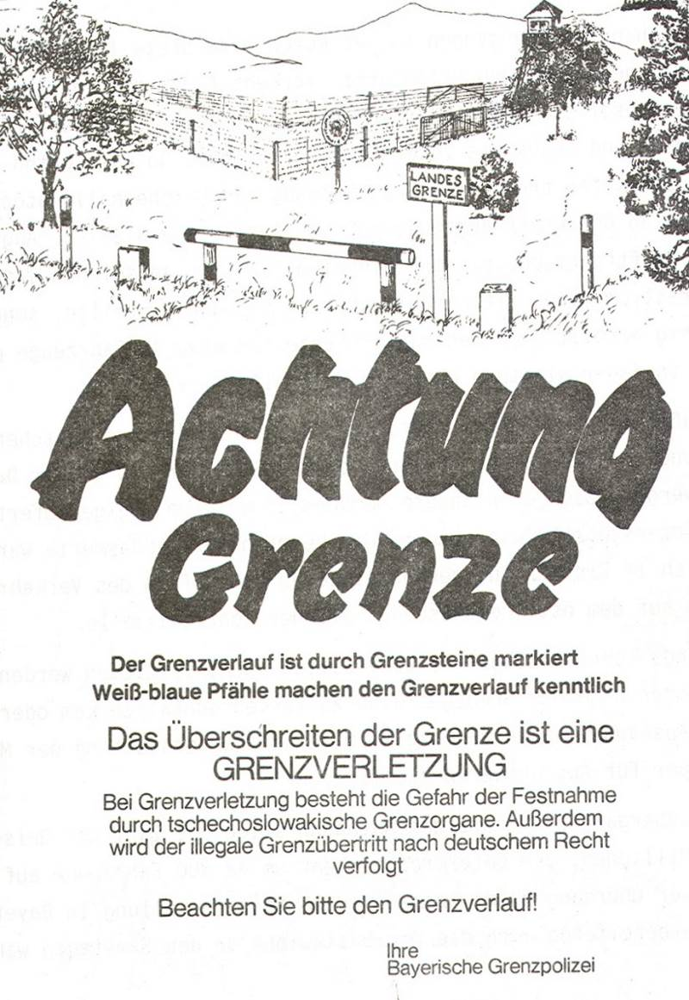 LANDES
GRENZE
Achtung
Grenze
Der Grenzverlauf ist durch Grenzsteine markiert
Weiß-blaue Pfähle machen den Grenzverlauf kenntlich
Das Überschreiten der Grenze ist eine
GRENZVERLETZUNG
Bei Grenzverletzung besteht die Gefahr der Festnahme
durch tschechoslowakische Grenzorgane. Außerdem
wird der illegale Grenzübertritt nach deutschem Recht
verfolgt
Beachten Sie bitte den Grenzverlauf!
Ihre
Bayerische Grenzpolizei